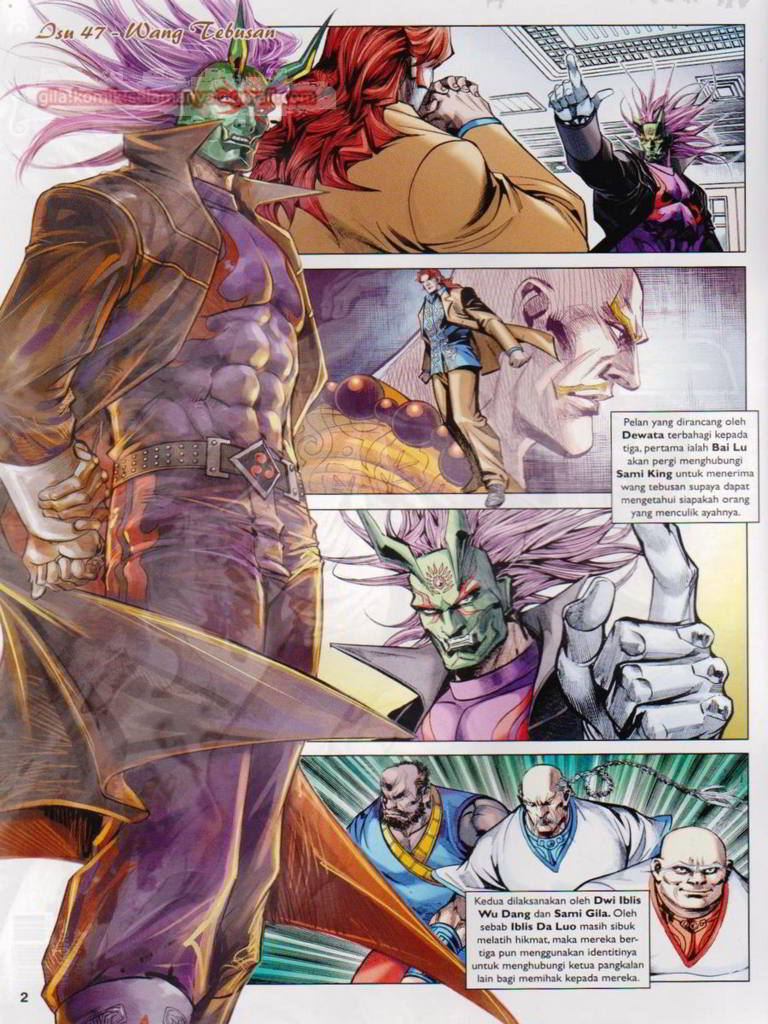 Isu 47 - Wang Tebusan
Pelan yang dirancang oleh
Dewata terbahagi kepada
tiga, pertama ialah Bai Lu
akan pergi menghubungi
Sami King untuk menerima
wang tebusan supaya dapat
mengetahui siapakah orang
yang menculik ayahnya.
Kedua dilaksanakan oleh Dwi Iblis
Wu Dang dan Sami Gila. Oleh
sebab Iblis Da Luo masih sibuk
melatih hikmat, maka mereka ber-
tiga pun menggunakan identitinya
untuk menghubungi ketua pangkalan
lain bagi memihak kepada mereka.
2